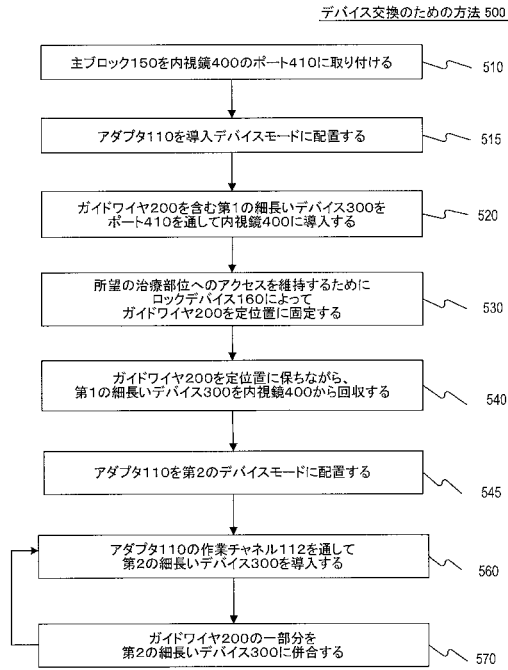 デバイス交換のための方法 500
主ブロック150を内視鏡400のポート410に取り付ける
510
アダプタ110を導入デバイスモードに配置する
515
ガイドワイヤ200を含む第1の細長いデバイス300を
ポート410を通して内視鏡400に導入する
520
所望の治療部位へのアクセスを維持するために
ロックデバイス160によって
ガイドワイヤ200を定位置に固定する
530
ガイドワイヤ200を定位置に保ちながら、
第1の細長いデバイス300を内視鏡400から回収する
540
アダプタ110を第2のデバイスモードに配置する
545
アダプタ110の作業チャネル112を通して
第2の細長いデバイス300を導入する
560
ガイドワイヤ200の一部分を
第2の細長いデバイス300に併合する
570